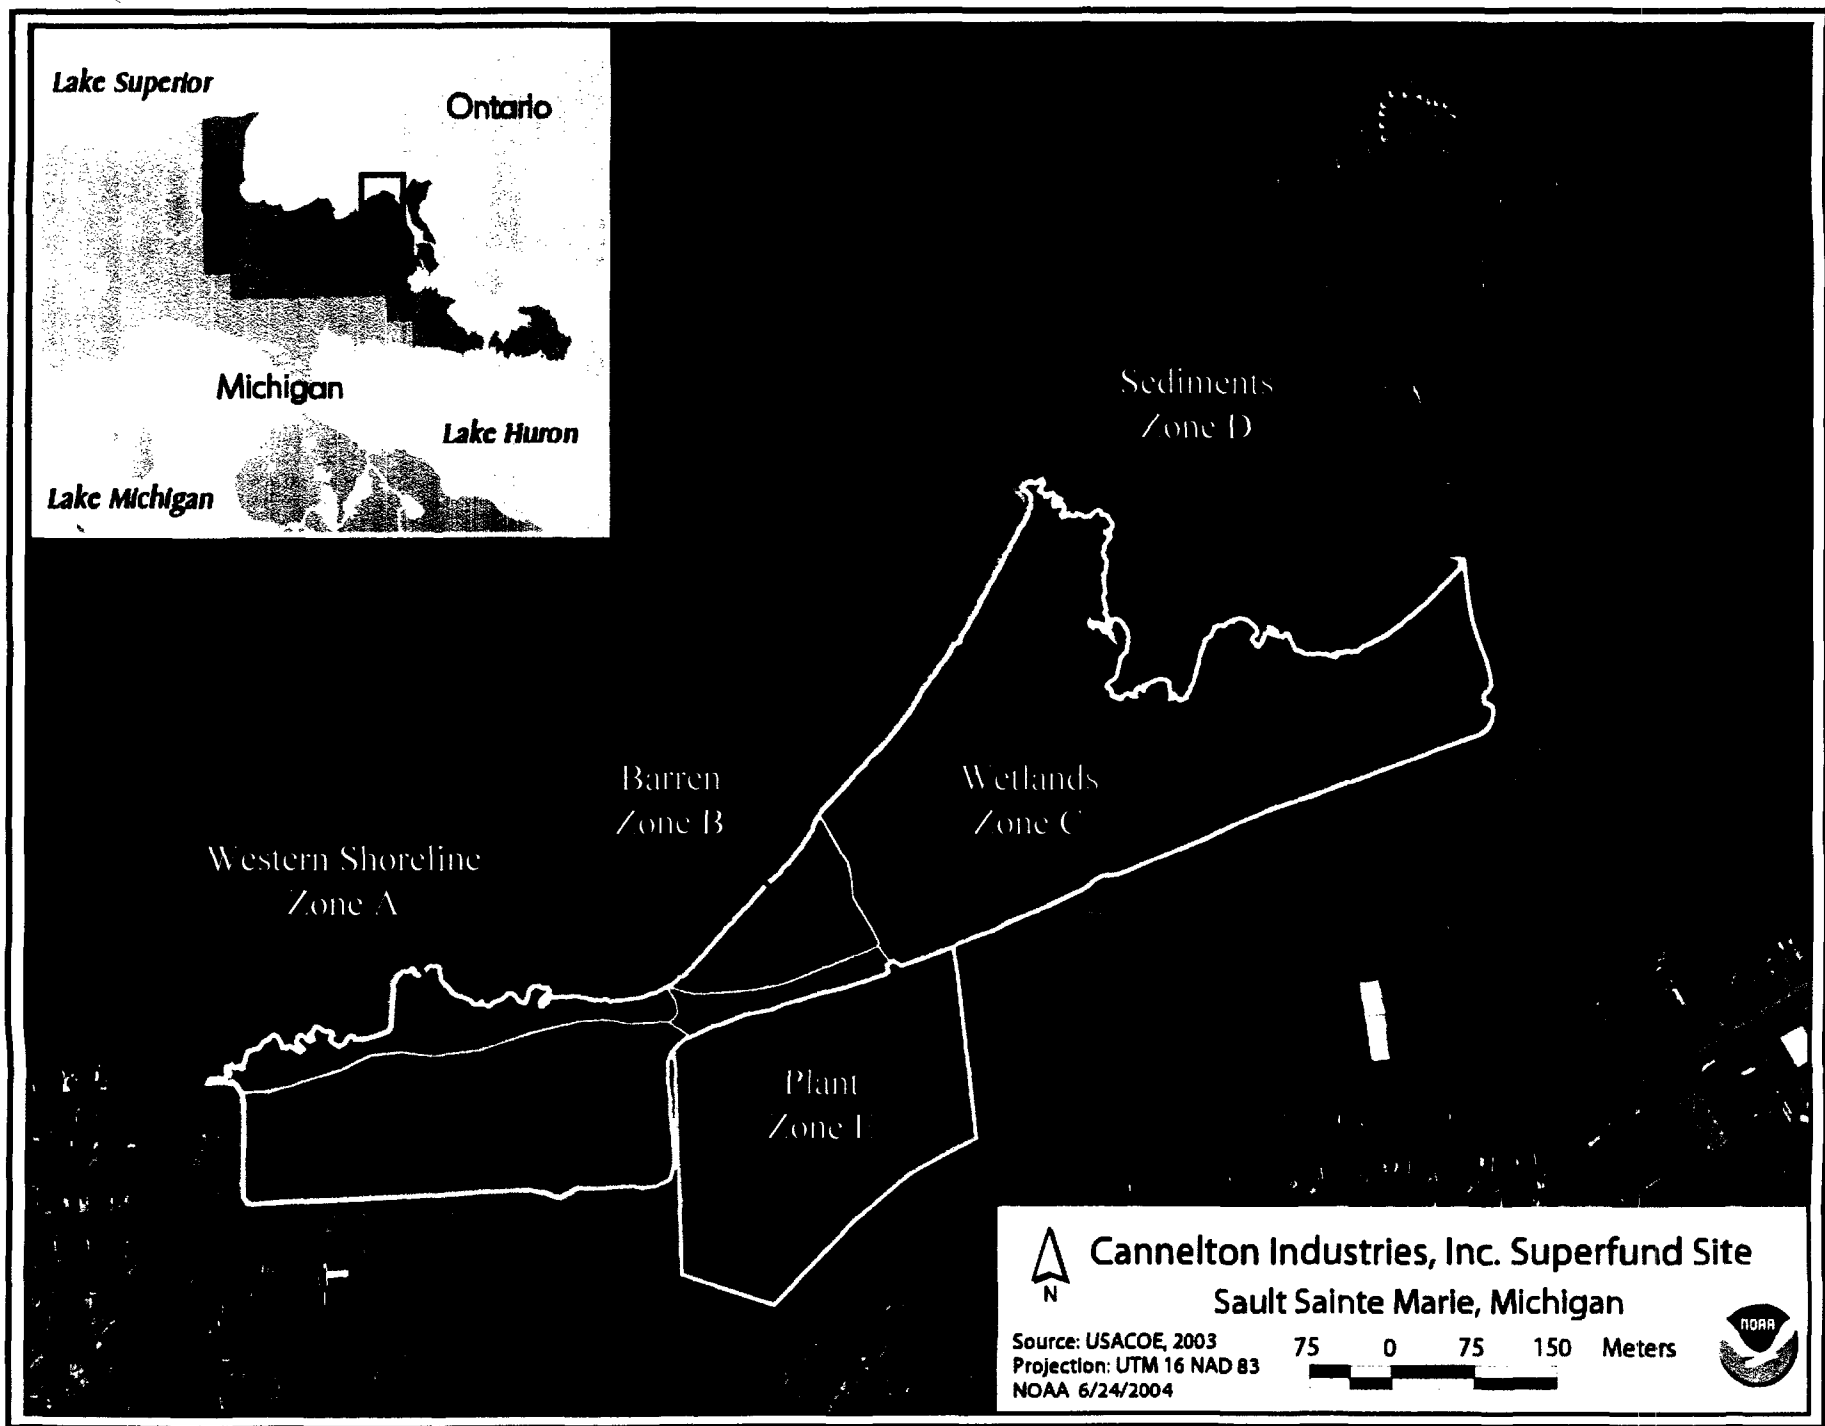 Lake Superior
Ontario
Michigan
Lake Huron
Lake Michigan
Sediments
Zone D
Barren
Zone B
Wetlands
Zone C
Western Shoreline
Zone A
Plant
Zone E
N
Cannelton Industries, Inc. Superfund Site
Sault Sainte Marie, Michigan
Source: USACOE, 2003
Projection: UTM 16 NAD 83
NOAA 6/24/2004
75 0 75 150 Meters
NOAA